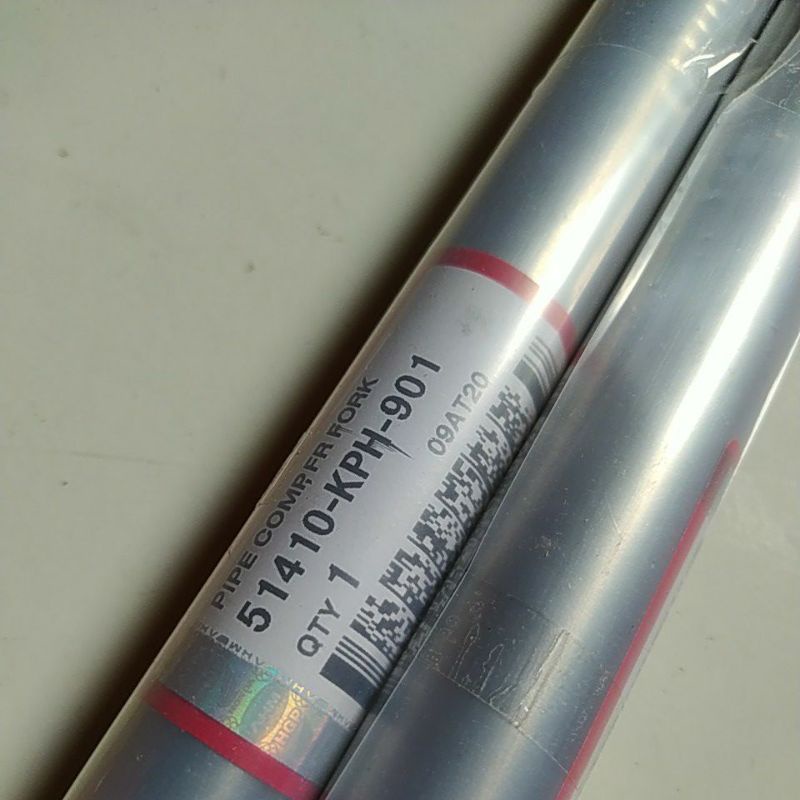 PIPE COMP, FR FORK
51410-KPH-901
QTY 1 09AT20